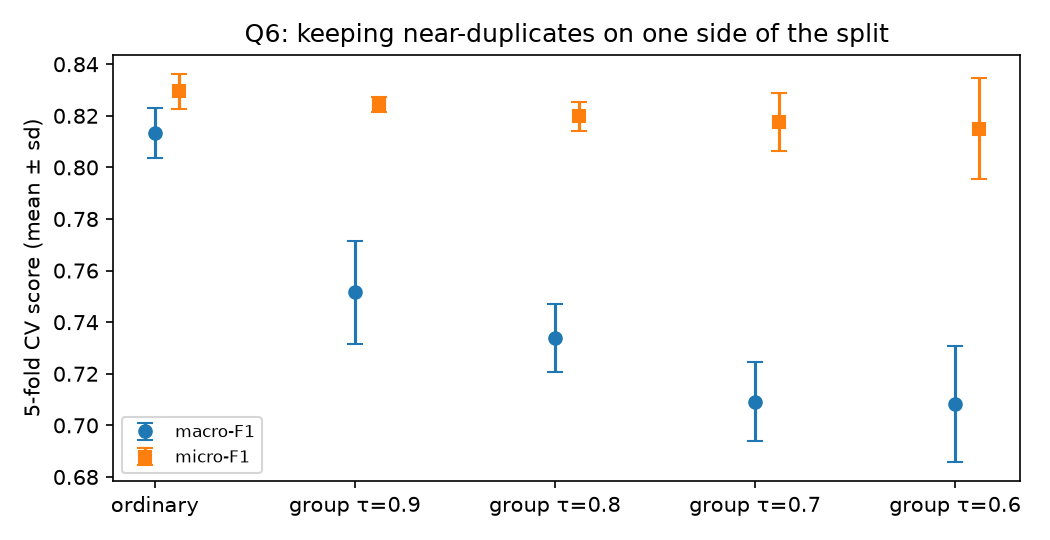 Q6: keeping near-duplicates on one side of the split
5-fold CV score (mean ± sd)
0.84
0.82
0.80
0.78
0.76
0.74
0.72
0.70
0.68
macro-F1
micro-F1
ordinary
group τ=0.9
group τ=0.8
group τ=0.7
group τ=0.6